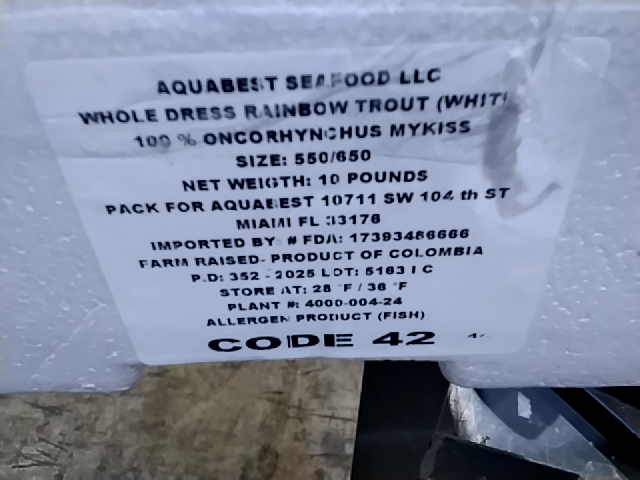 AQUABEST SEAFOOD LLC
WHOLE DRESS RAINBOW TROUT (WHIT
100 % ONCORHYNCHUS MYKISS
SIZE: 550/650
NET WEIGTH: 10 POUNDS
PACK FOR AQUABEST 10711 SW 104 th ST
MIAMI FL 33176
IMPORTED BY: # FDA: 17393486666
FARM RAISED- PRODUCT OF COLOMBIA
P.D: 352 - 2025 LOT: 5163 I C
STORE AT: 28 °F / 36 °F
PLANT #: 4000-004-24
ALLERGEN PRODUCT (FISH)
CODE 42